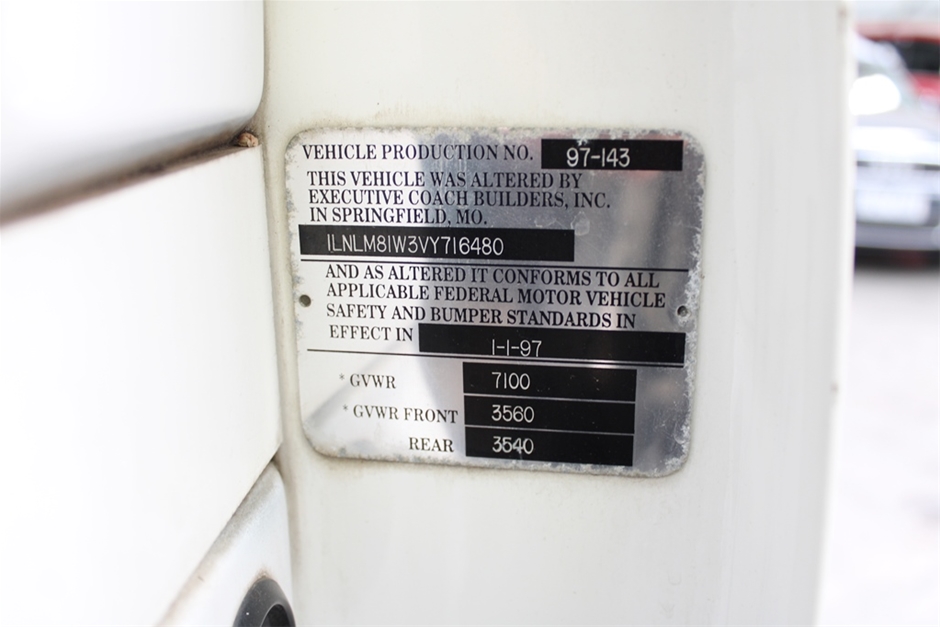 VEHICLE PRODUCTION NO. 97-143
THIS VEHICLE WAS ALTERED BY
EXECUTIVE COACH BUILDERS, INC.
IN SPRINGFIELD, MO.
1LNLM81W3VY716480
AND AS ALTERED IT CONFORMS TO ALL
APPLICABLE FEDERAL MOTOR VEHICLE
SAFETY AND BUMPER STANDARDS IN
EFFECT IN 1-1-97
* GVWR 7100
* GVWR FRONT 3560
REAR 3540